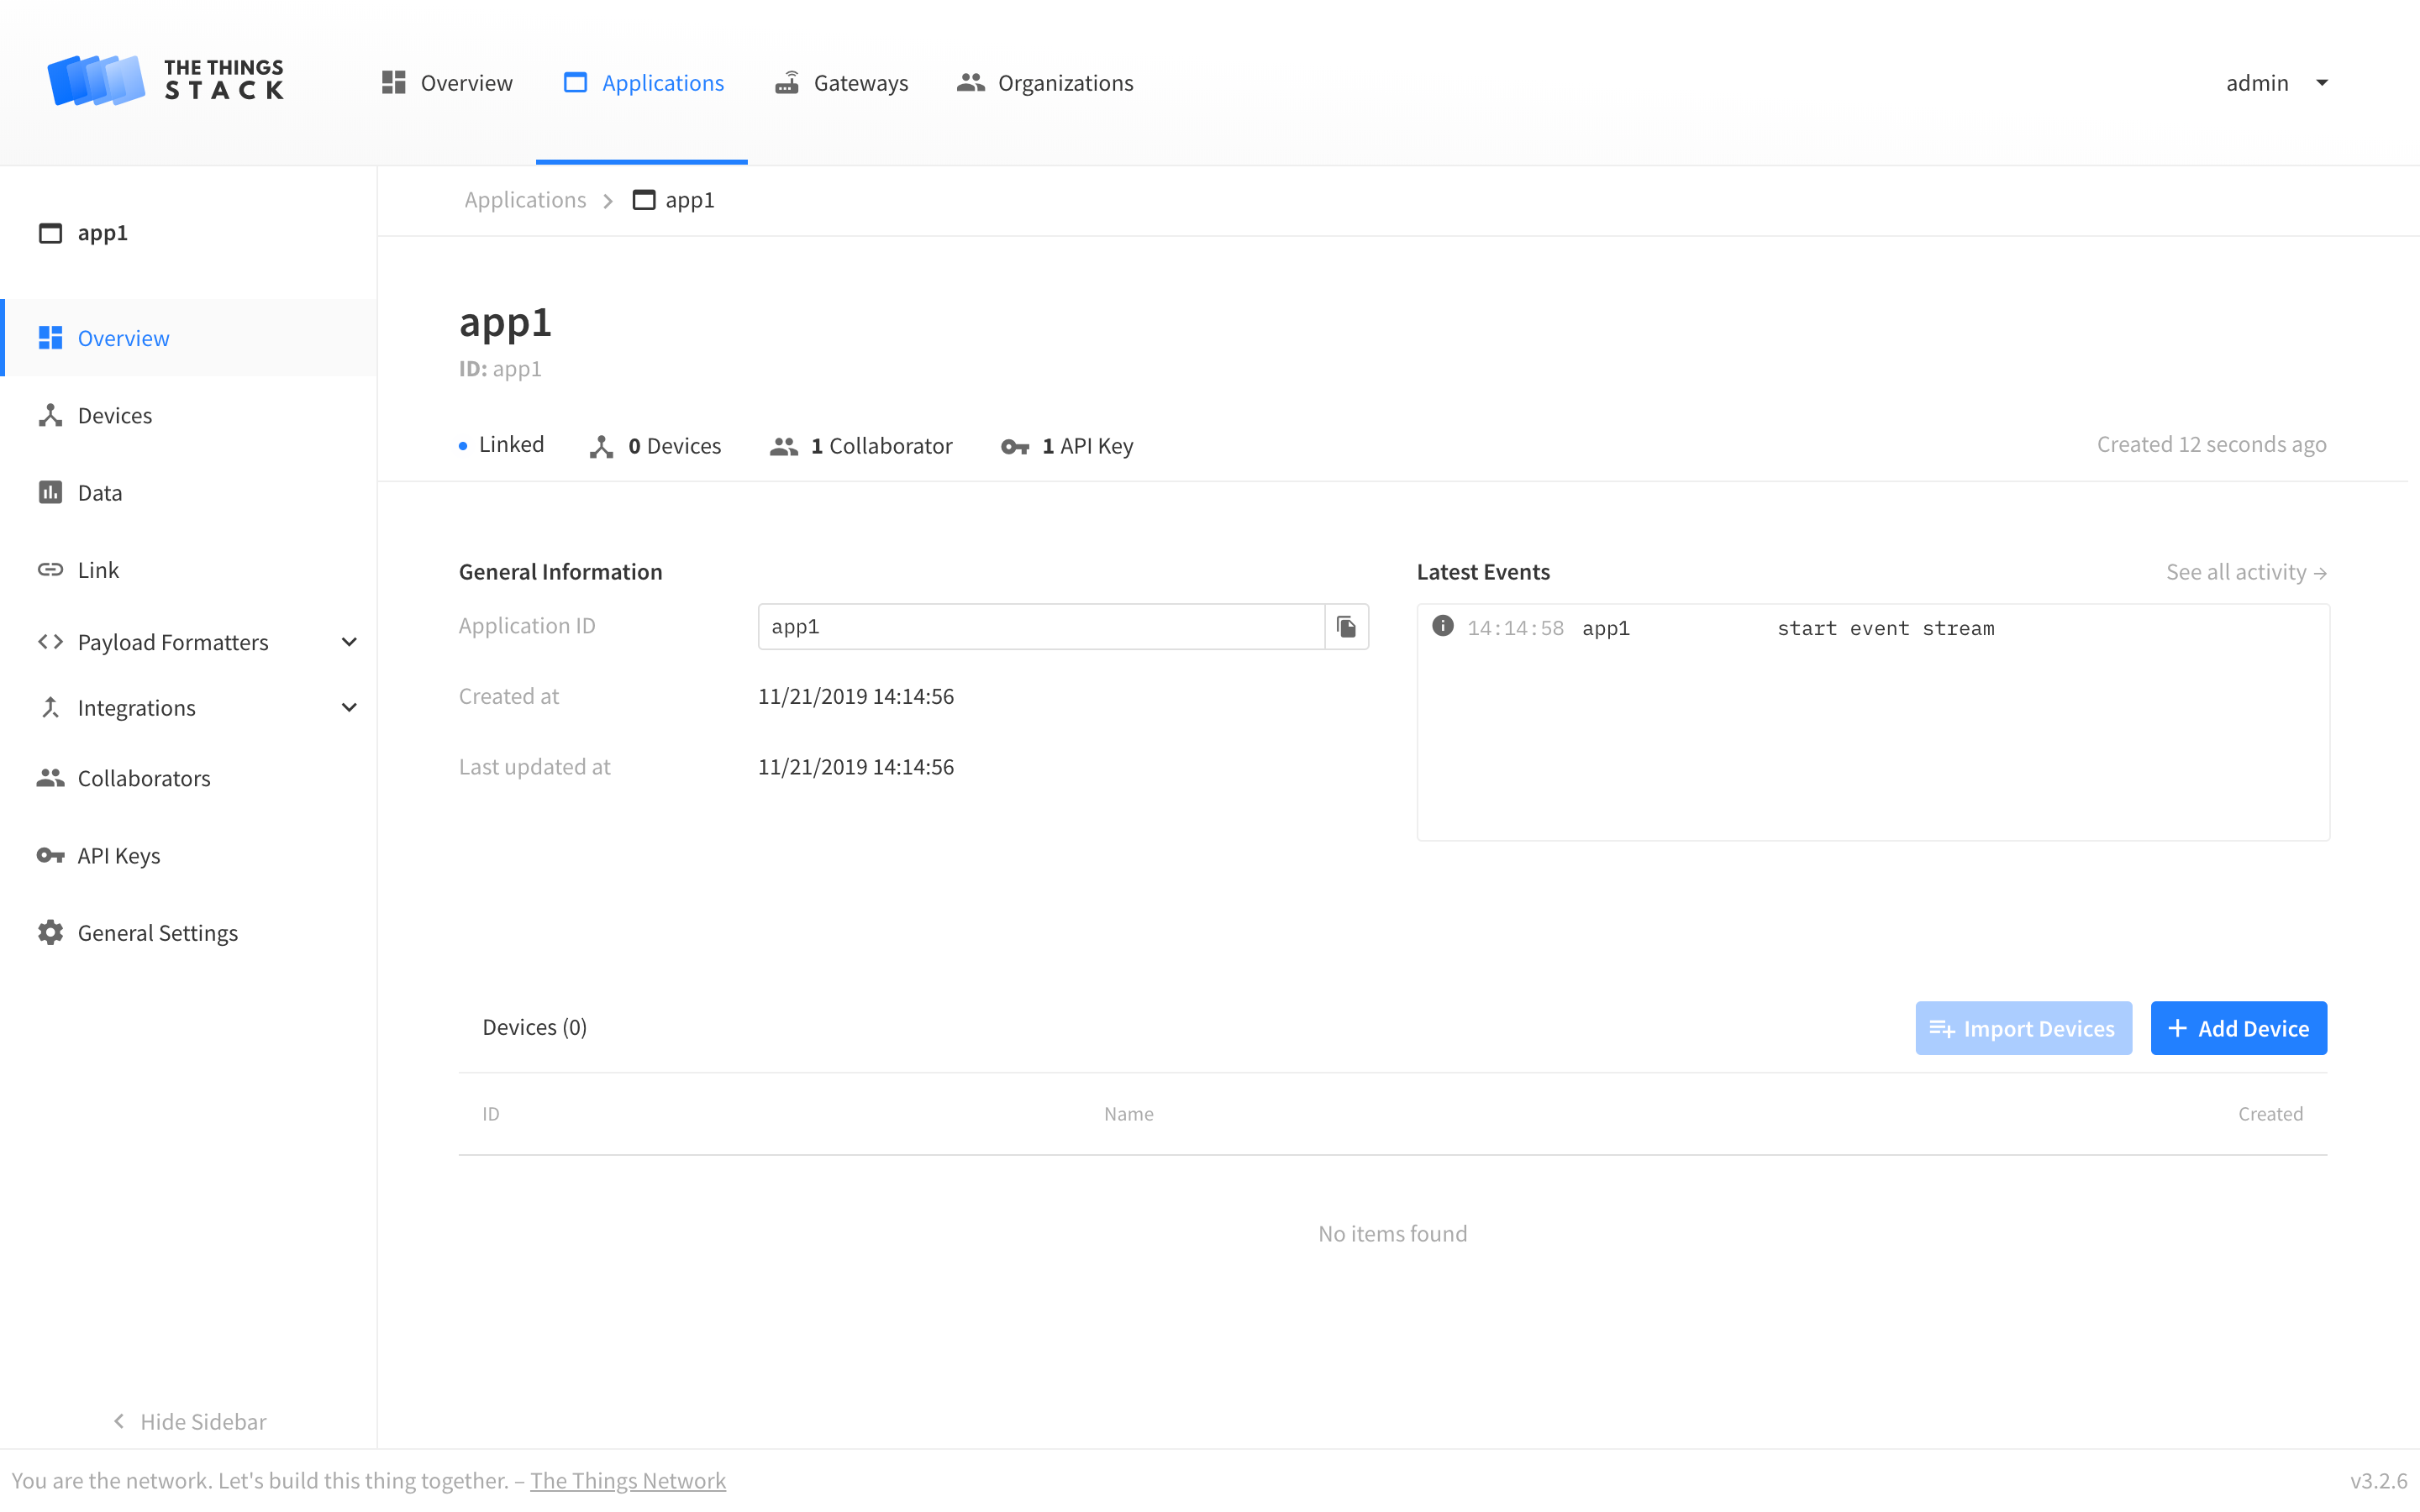 THE THINGS
STACK
Overview
Applications
Gateways
Organizations
admin
app1
Overview
Devices
Data
Link
Payload Formatters
Integrations
Collaborators
API Keys
General Settings
Hide Sidebar
Applications
app1
app1
ID: app1
Linked
0 Devices
1 Collaborator
1 API Key
Created 12 seconds ago
General Information
Application ID
app1
Created at
11/21/2019 14:14:56
Last updated at
11/21/2019 14:14:56
Latest Events
See all activity →
14:14:58 app1 start event stream
Devices (0)
Import Devices
Add Device
ID
Name
Created
No items found
You are the network. Let's build this thing together. – The Things Network
v3.2.6